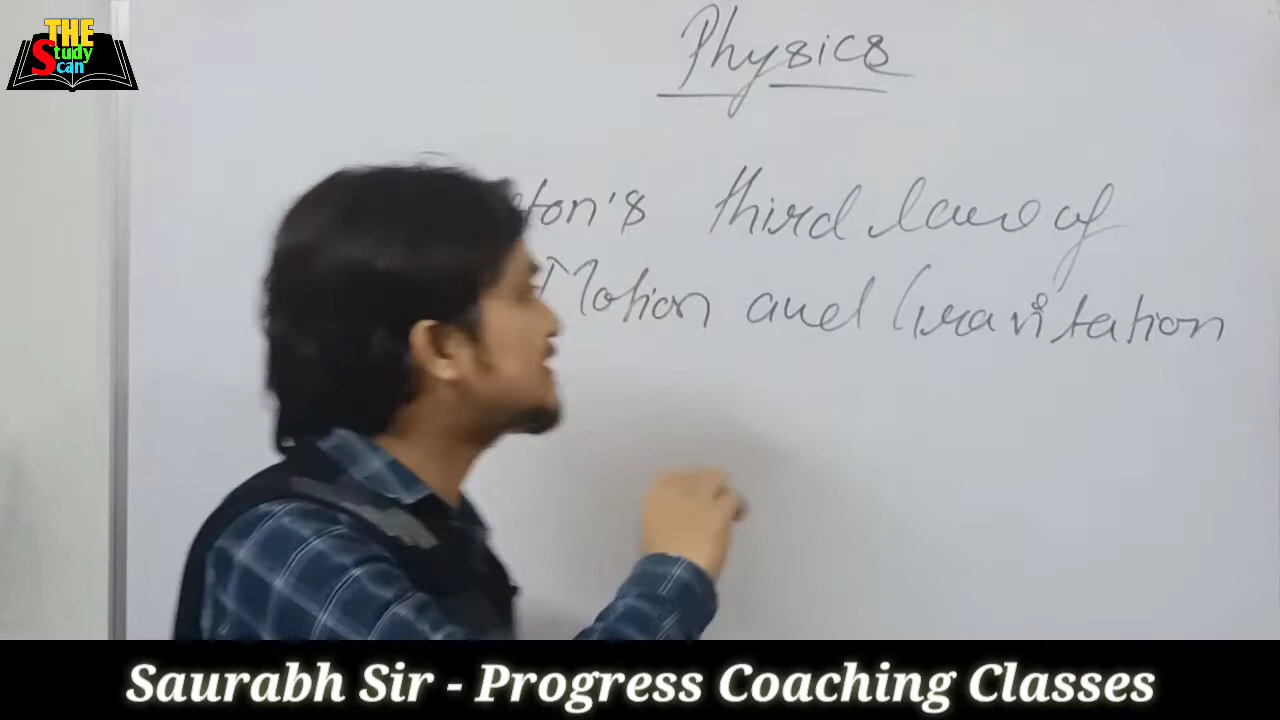 THE
Study
Scan
Physics
ton's third law of
Motion and Gravitation
Saurabh Sir - Progress Coaching Classes